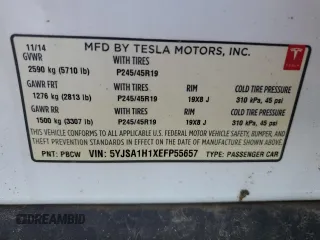 11/14 MFD BY TESLA MOTORS, INC.
GVWR WITH TIRES
2590 kg (5710 lb) P245/45R19
GAWR FRT WITH TIRES RIM COLD TIRE PRESSURE
1276 kg (2813 lb) P245/45R19 19X8 J 310 kPa, 45 psi
GAWR RR WITH TIRES RIM COLD TIRE PRESSURE
1500 kg (3307 lb) P245/45R19 19X8 J 310 kPa, 45 psi
THIS VEHICLE CONFORMS TO ALL APPLICABLE U.S. FEDERAL MOTOR VEHICLE SAFETY, BUMPER, AND
THEFT PREVENTION STANDARDS IN EFFECT ON THE DATE OF MANUFACTURE SHOWN ABOVE.
PNT: PBCW VIN: 5YJSA1H1XEFP55657 TYPE: PASSENGER CAR
TESLA
DREAMBID